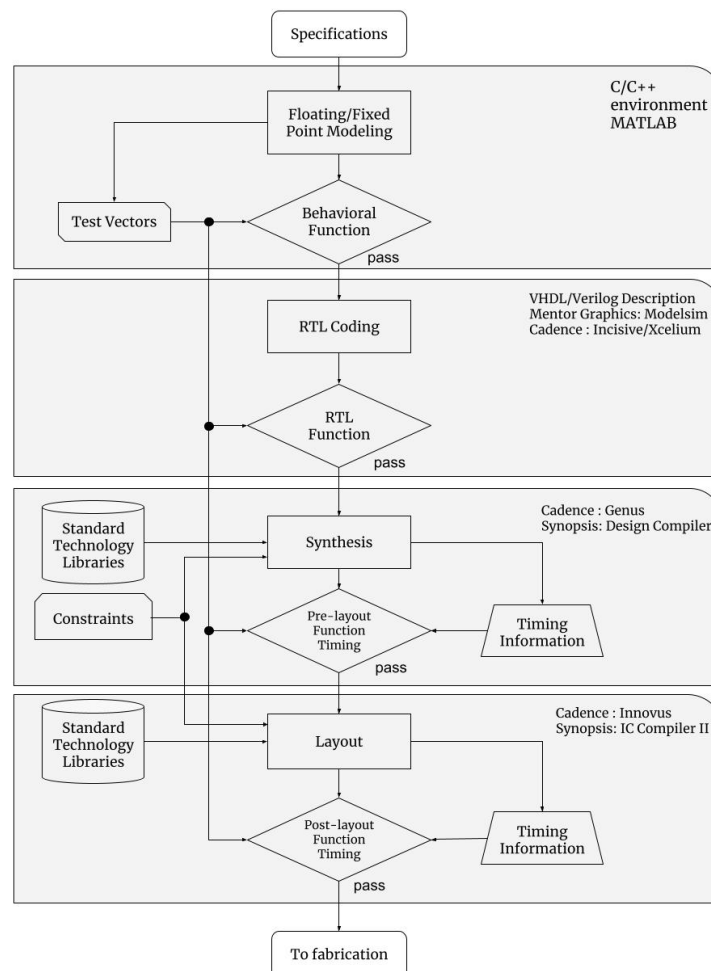 Specifications
C/C++
environment
MATLAB
Floating/Fixed
Point Modeling
Test Vectors
Behavioral
Function
pass
VHDL/Verilog Description
Mentor Graphics: Modelsim
Cadence : Incisive/Xcelium
RTL Coding
RTL
Function
pass
Cadence : Genus
Synopsis: Design Compiler
Standard
Technology
Libraries
Synthesis
Constraints
Pre-layout
Function
Timing
Timing
Information
pass
Cadence : Innovus
Synopsis: IC Compiler II
Standard
Technology
Libraries
Layout
Post-layout
Function
Timing
Timing
Information
pass
To fabrication